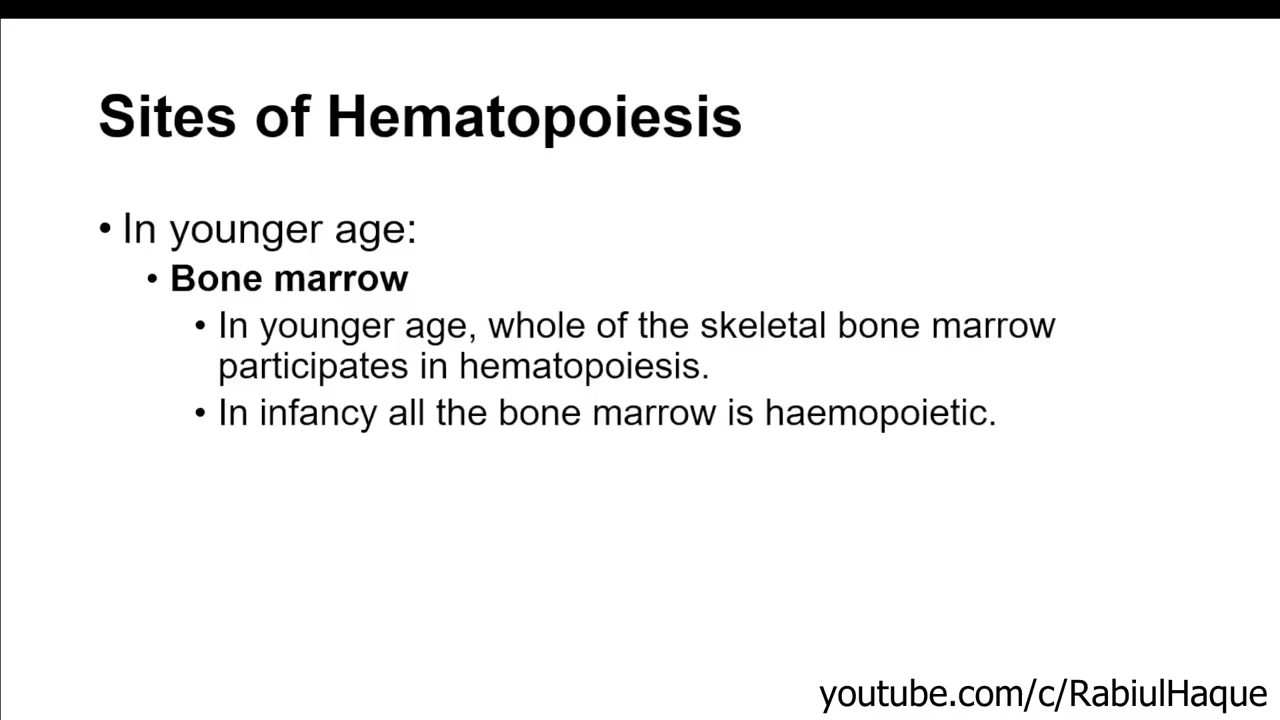 Sites of Hematopoiesis
• In younger age:
• Bone marrow
• In younger age, whole of the skeletal bone marrow
participates in hematopoiesis.
• In infancy all the bone marrow is haemopoietic.
youtube.com/c/RabiulHaque